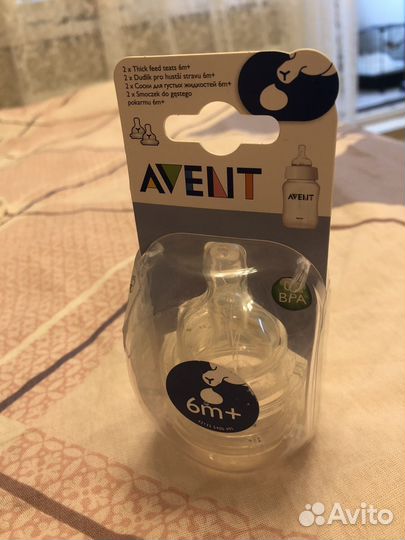 2 x Thick feed teats 6m+
2 x Dudlík pro hustší stravu 6m+
2 x Соски для густых жидкостей 6m+
2 x Smoczek do gęstego
pokarmu 6m+
AVENT
AVENT
0%
BPA
6m+
Avito